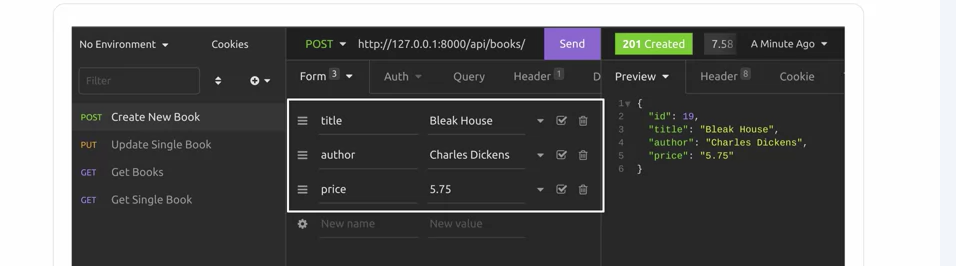 No Environment
Cookies
Filter
POST Create New Book
PUT Update Single Book
GET Get Books
GET Get Single Book
POST http://127.0.0.1:8000/api/books/ Send
Form 3 Auth Query Header 1 D
title Bleak House
author Charles Dickens
price 5.75
New name New value
201 Created 7.58 A Minute Ago
Preview Header 8 Cookie
1 {
2 "id": 19,
3 "title": "Bleak House",
4 "author": "Charles Dickens",
5 "price": "5.75"
6 }